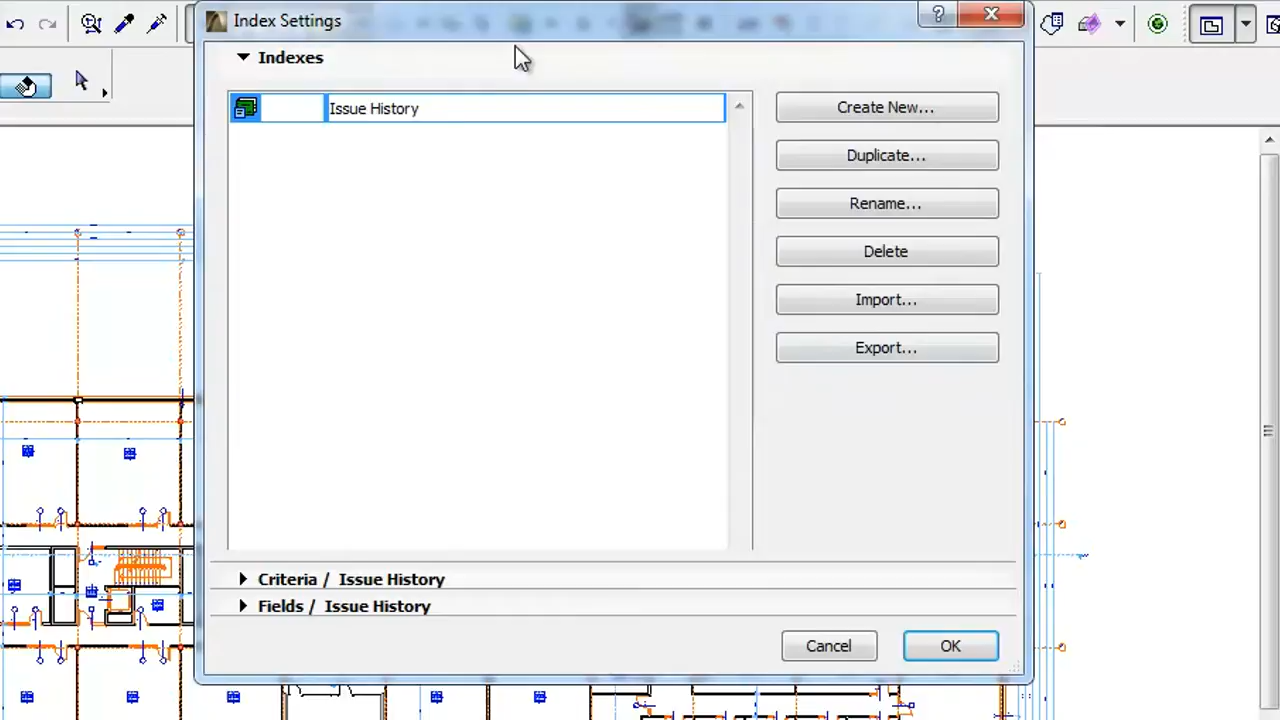 Index Settings
?
Indexes
Issue History
Create New...
Duplicate...
Rename...
Delete
Import...
Export...
Criteria / Issue History
Fields / Issue History
Cancel
OK